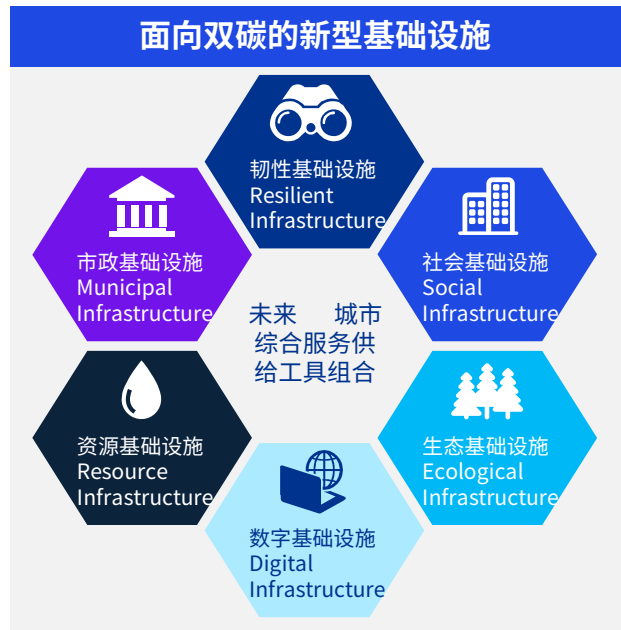 面向双碳的新型基础设施
韧性基础设施
Resilient
Infrastructure
市政基础设施
Municipal
Infrastructure
社会基础设施
Social
Infrastructure
未来 城市
综合服务供
给工具组合
资源基础设施
Resource
Infrastructure
生态基础设施
Ecological
Infrastructure
数字基础设施
Digital
Infrastructure